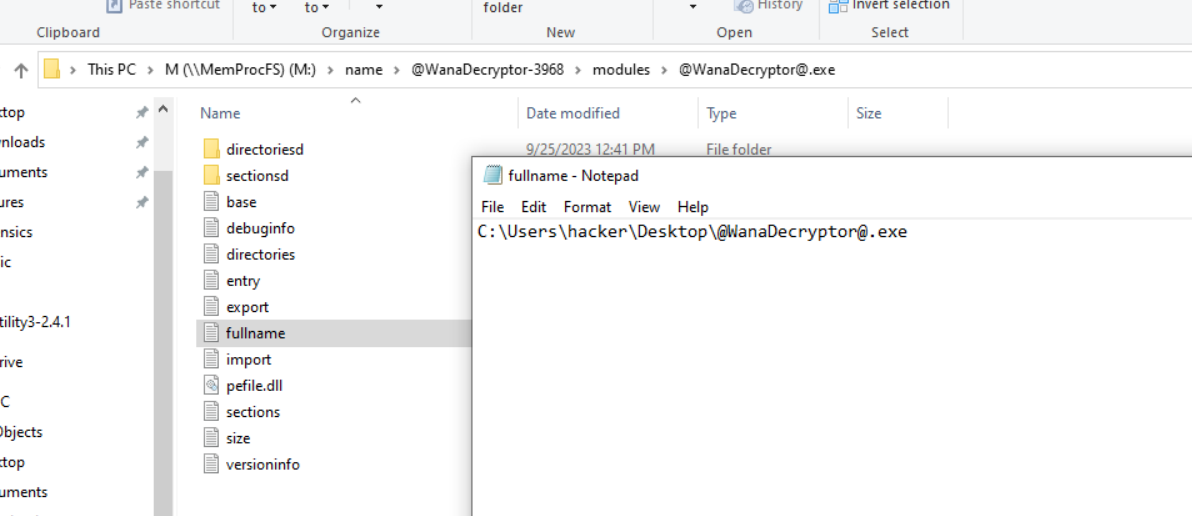 Paste shortcut
to
to
folder
History
Invert selection
Clipboard
Organize
New
Open
Select
This PC > M (\\MemProcFS) (M:) > name > @WanaDecryptor-3968 > modules > @WanaDecryptor@.exe
Name
Date modified
Type
Size
ktop
nloads
uments
ures
nsics
ic
tility3-2.4.1
rive
C
Objects
ktop
uments
directoriesd
9/25/2023 12:41 PM
File folder
sectionsd
base
debuginfo
directories
entry
export
fullname
import
pefile.dll
sections
size
versioninfo
fullname - Notepad
File Edit Format View Help
C:\Users\hacker\Desktop\@WanaDecryptor@.exe